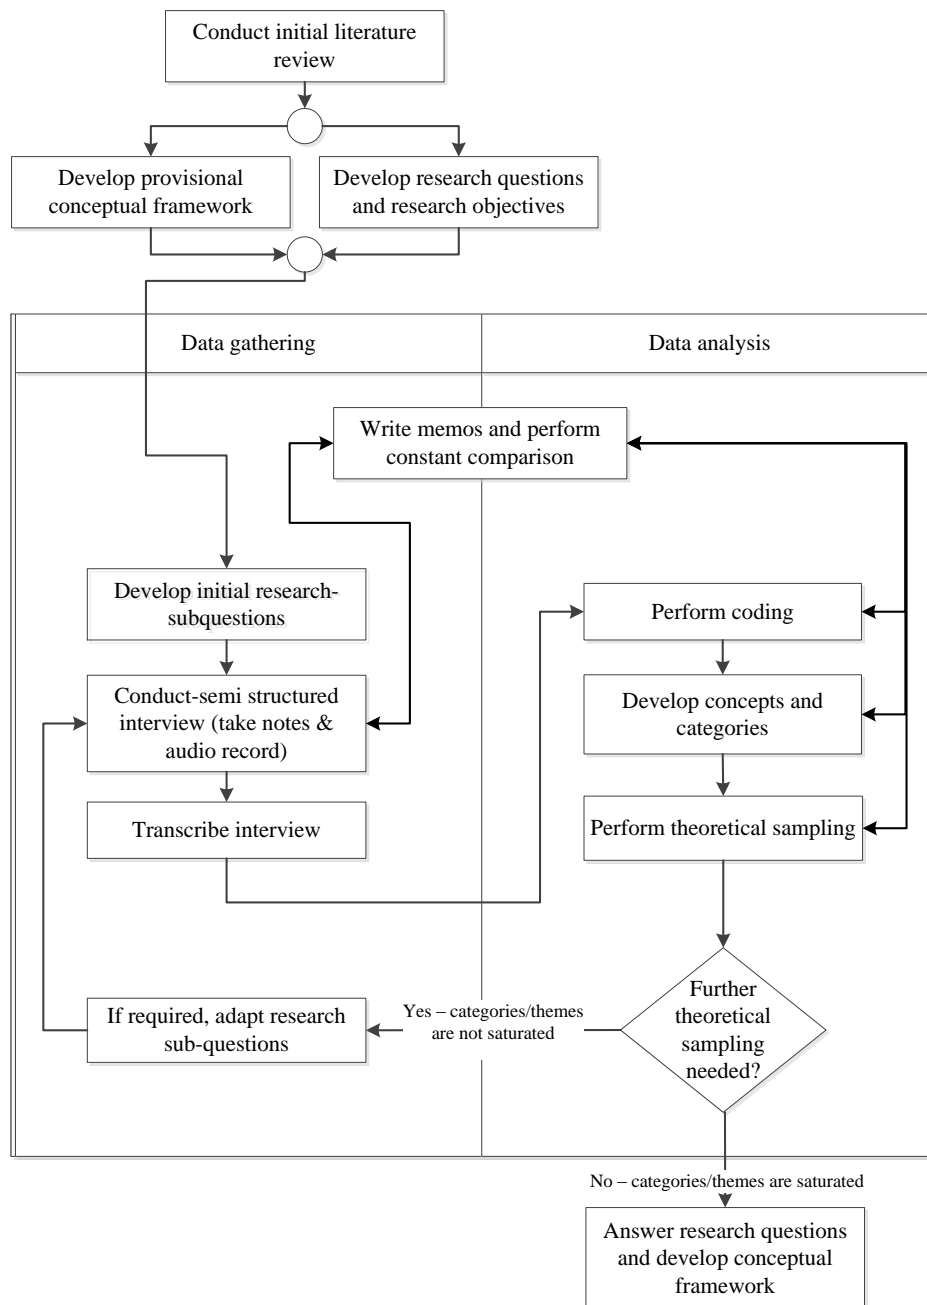 Conduct initial literature
review
Develop provisional
conceptual framework
Develop research questions
and research objectives
Data gathering
Data analysis
Write memos and perform
constant comparison
Develop initial research-
subquestions
Perform coding
Conduct-semi structured
interview (take notes &
audio record)
Develop concepts and
categories
Transcribe interview
Perform theoretical sampling
Further
theoretical
sampling
needed?
Yes – categories/themes
are not saturated
If required, adapt research
sub-questions
No – categories/themes are saturated
Answer research questions
and develop conceptual
framework